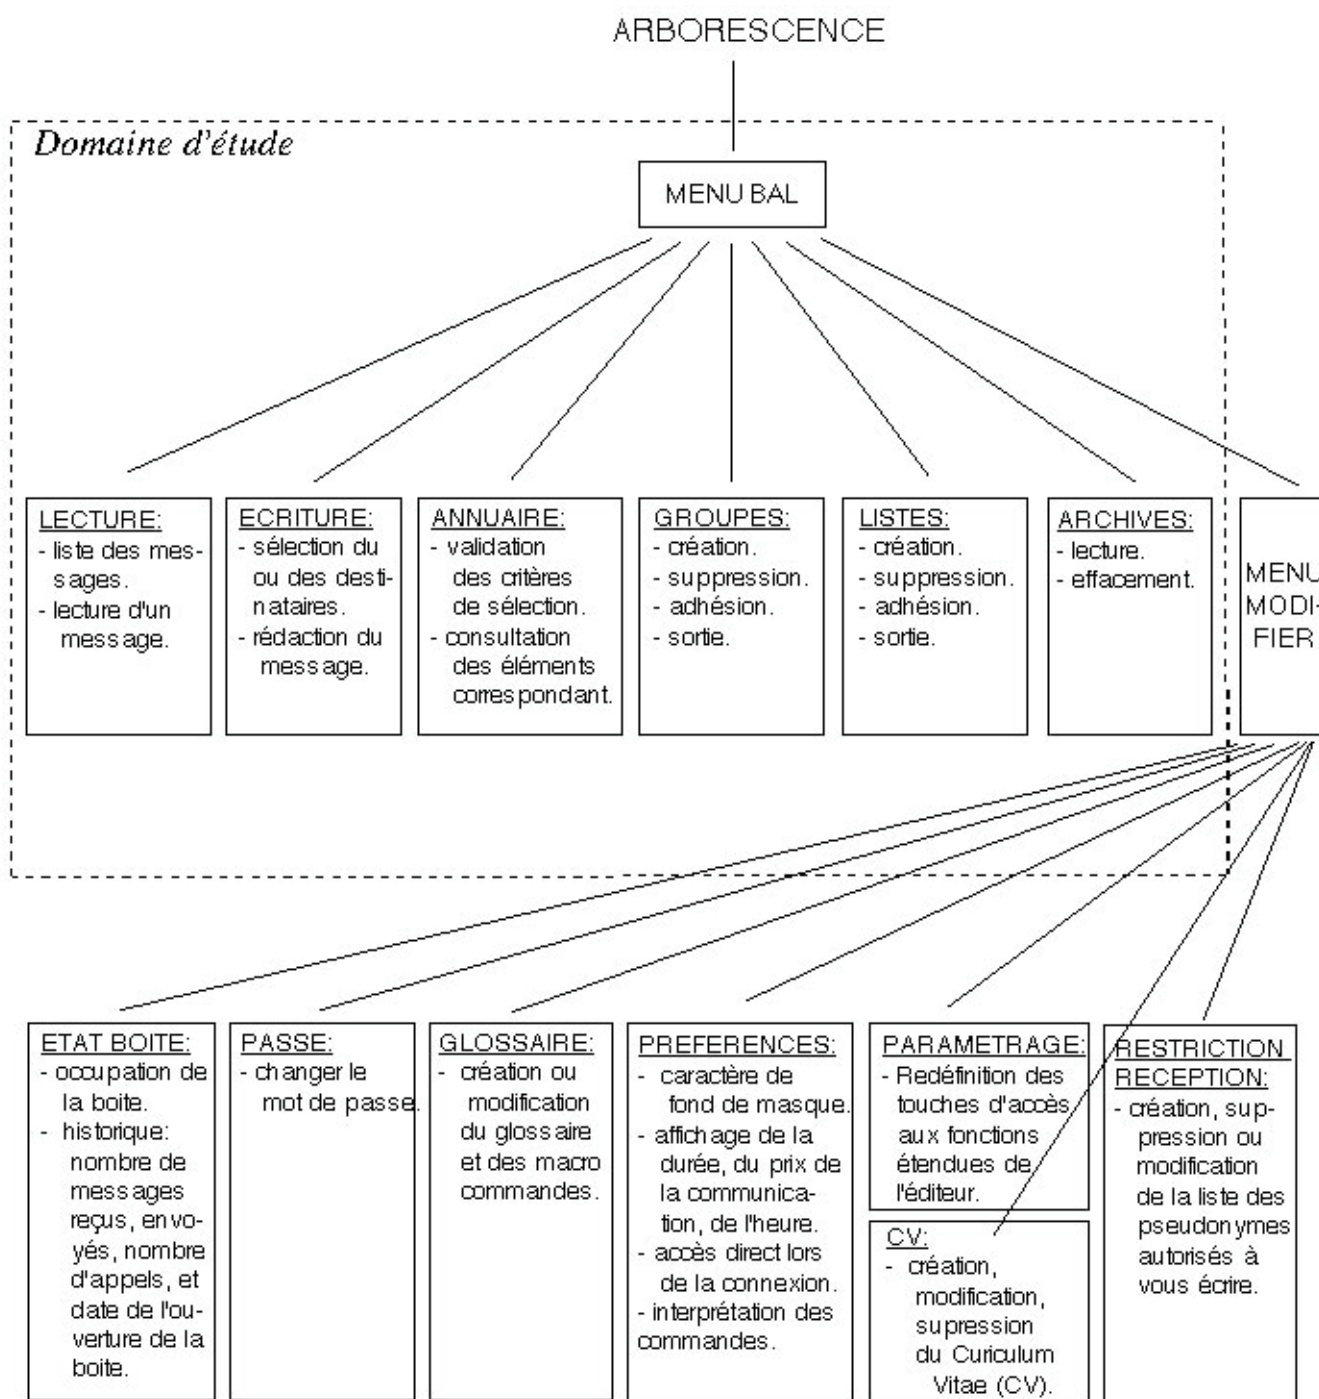 ARBORESCENCE
Domaine d'étude
MENU BAL
LECTURE:
- liste des mes-
sages.
- lecture d'un
message.
ECRITURE:
- sélection du
ou des desti-
nataires.
- rédaction du
message.
ANNUAIRE:
- validation
des critères
de sélection.
- consultation
des éléments
correspondant.
GROUPES:
- création.
- suppression.
- adhésion.
- sortie.
LISTES:
- création.
- suppression.
- adhésion.
- sortie.
ARCHIVES:
- lecture.
- effacement.
MENU
MODI-
FIER
ETAT BOITE:
- occupation de
la boite.
- historique:
nombre de
messages
reçus, envo-
yés, nombre
d'appels, et
date de l'ou-
verture de la
boite.
PASSE:
- changer le
mot de passe.
GLOSSAIRE:
- création ou
modification
du glossaire
et des macro
commandes.
PREFERENCES:
- caractère de
fond de masque.
- affichage de la
durée, du prix de
la communica-
tion, de l'heure.
- accès direct lors
de la connexion.
- interprétation des
commandes.
PARAMETRAGE:
- Redéfinition des
touches d'accès
aux fonctions
étendues de
l'éditeur.
CV:
- création,
modification,
supression
du Curiculum
Vitae (CV).
RESTRICTION
RECEPTION:
- création, sup-
pression ou
modification
de la liste des
pseudonymes
autorisés à
vous écrire.